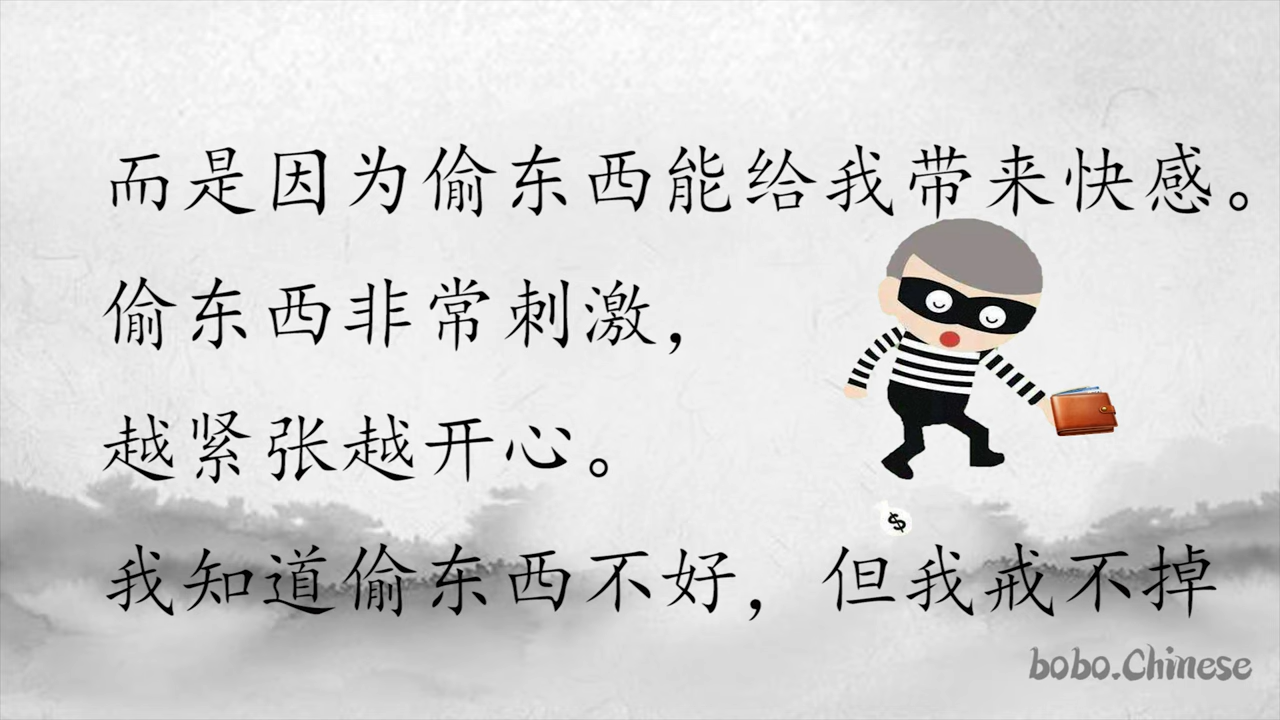 而是因为偷东西能给我带来快感。
偷东西非常刺激，
越紧张越开心。
$
我知道偷东西不好，但我戒不掉
bobo.Chinese